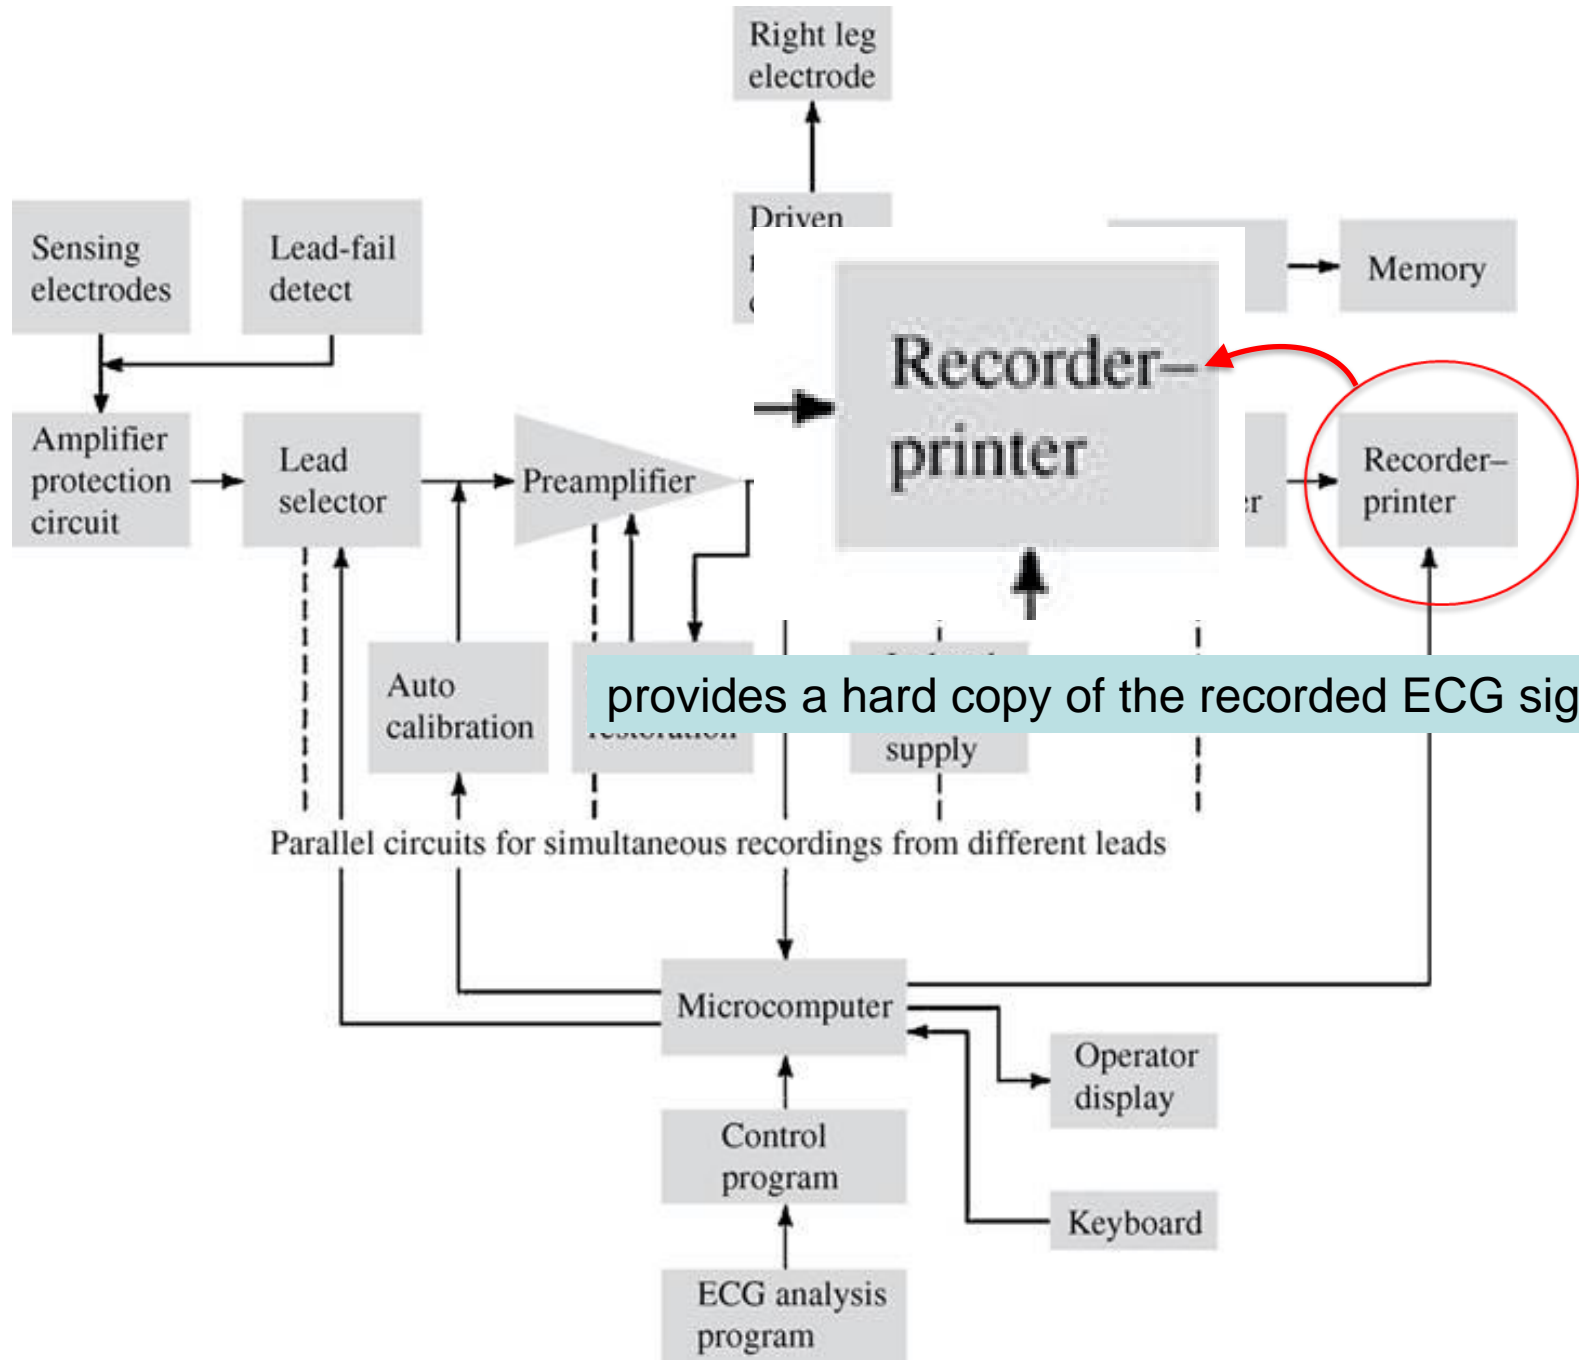 Right leg
electrode
Driven
Sensing
electrodes
Lead-fail
detect
Memory
Amplifier
protection
circuit
Lead
selector
Preamplifier
Recorder–
printer
Recorder–
printer
Auto
calibration
restoration
provides a hard copy of the recorded ECG
supply
Parallel circuits for simultaneous recordings from different leads
Microcomputer
Operator
display
Control
program
Keyboard
ECG analysis
program